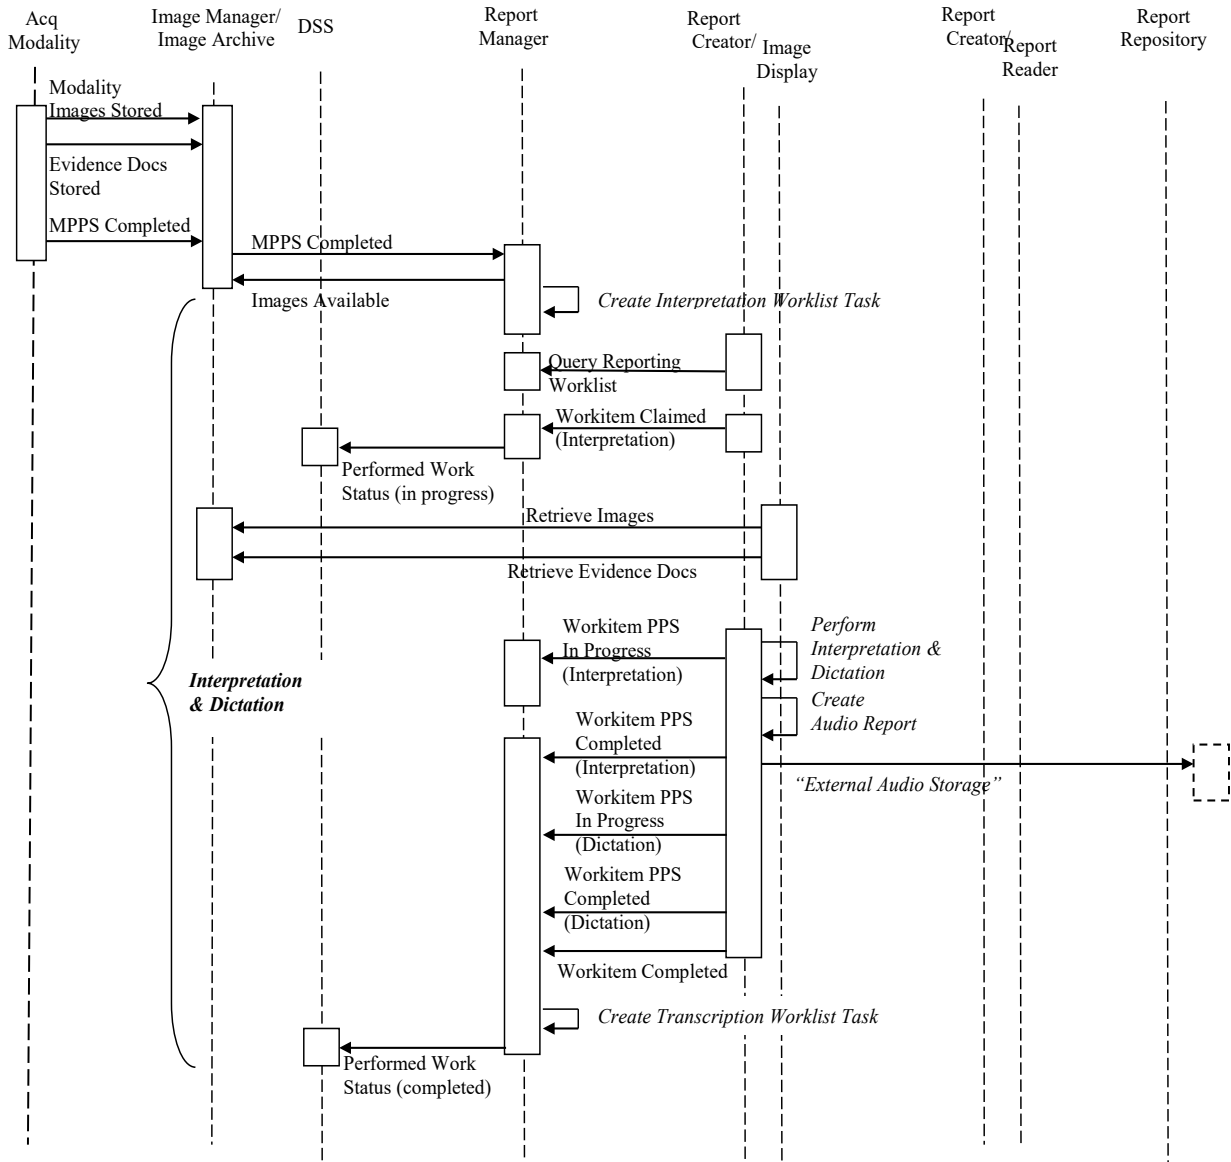 Acq
Modality
Image Manager/
Image Archive
DSS
Report
Manager
Report
Creator/
Image
Display
Report
Creator/
Report
Reader
Report
Repository
Modality
Images Stored
Evidence Docs
Stored
MPPS Completed
MPPS Completed
Images Available
Create Interpretation Worklist Task
Query Reporting
Worklist
Workitem Claimed
(Interpretation)
Performed Work
Status (in progress)
Retrieve Images
Retrieve Evidence Docs
Workitem PPS
In Progress
(Interpretation)
Perform
Interpretation &
Dictation
Interpretation
& Dictation
Create
Audio Report
Workitem PPS
Completed
(Interpretation)
“External Audio Storage”
Workitem PPS
In Progress
(Dictation)
Workitem PPS
Completed
(Dictation)
Workitem Completed
Create Transcription Worklist Task
Performed Work
Status (completed)